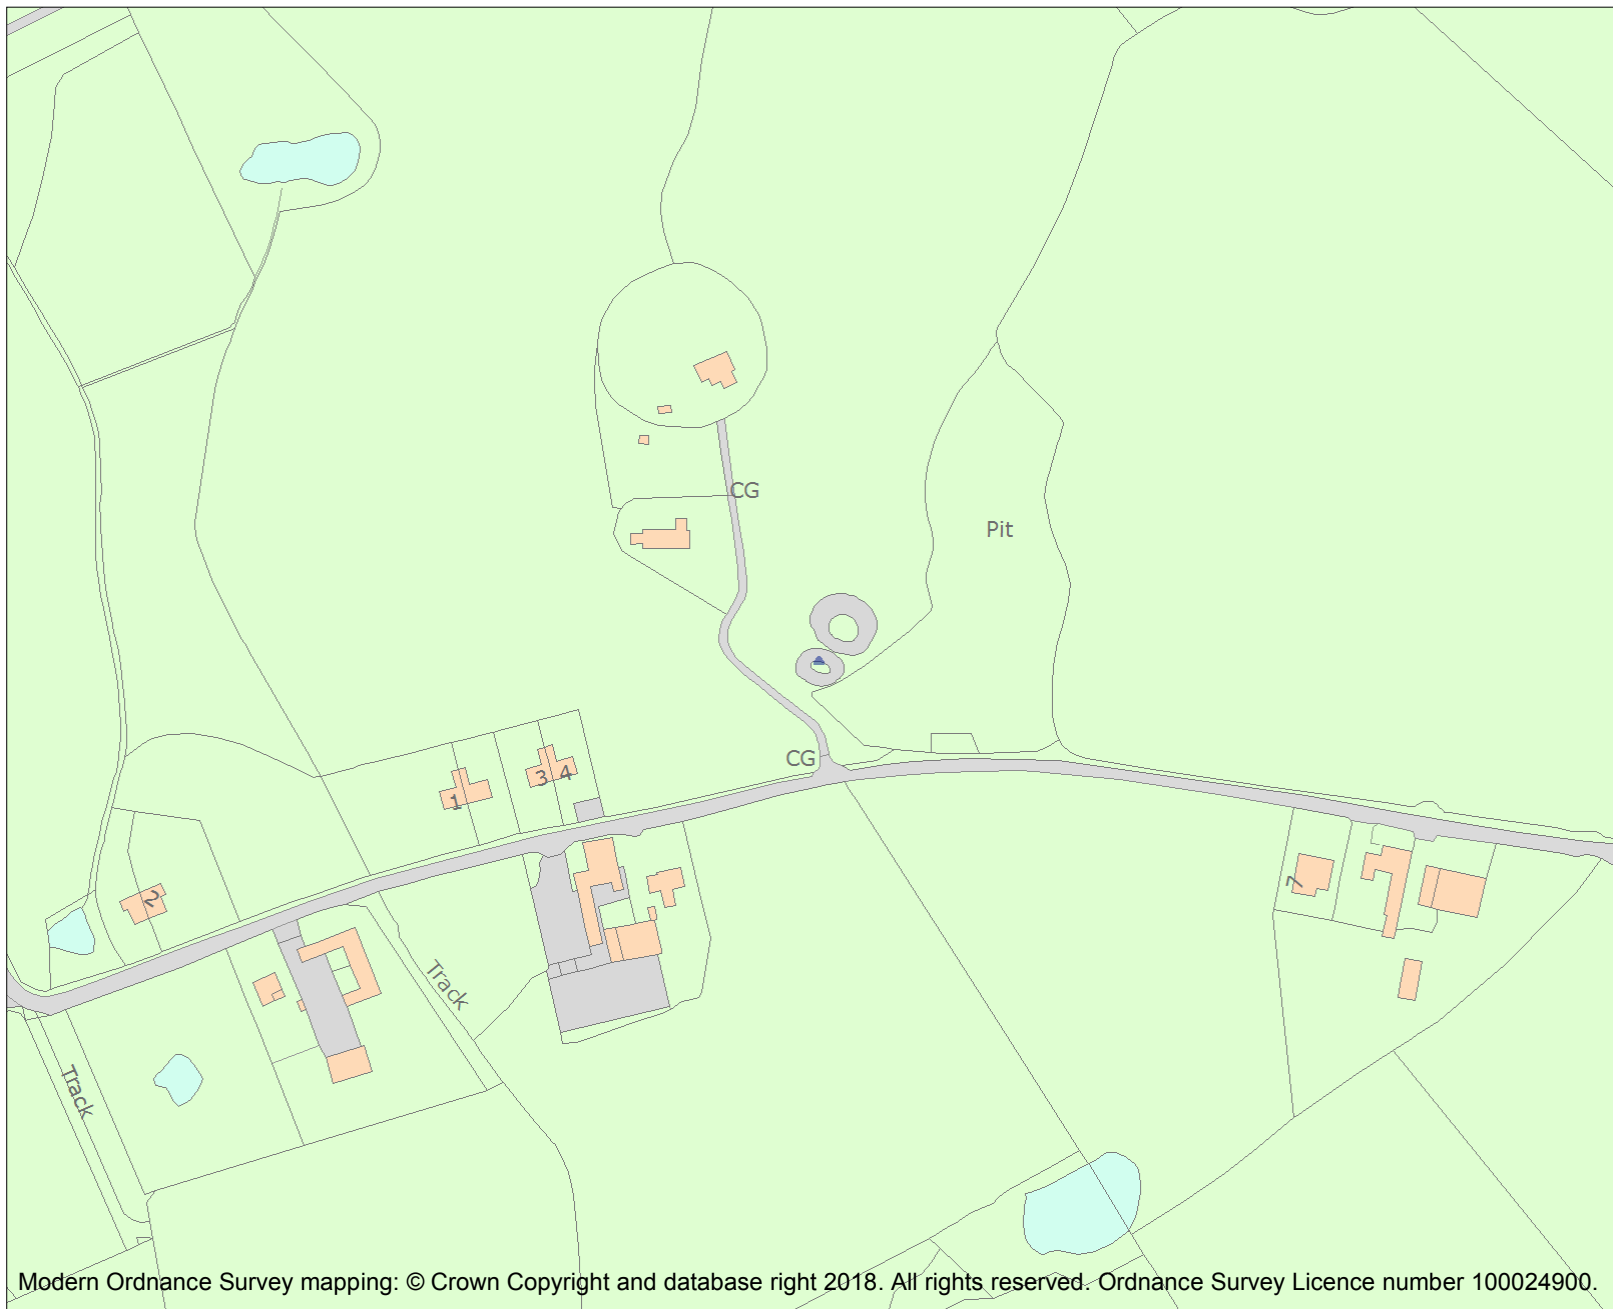 CG
Pit
CG
3
4
1
7
2
Track
Track
Modern Ordnance Survey mapping: © Crown Copyright and database right 2018. All rights reserved. Ordnance Survey Licence number 100024900.